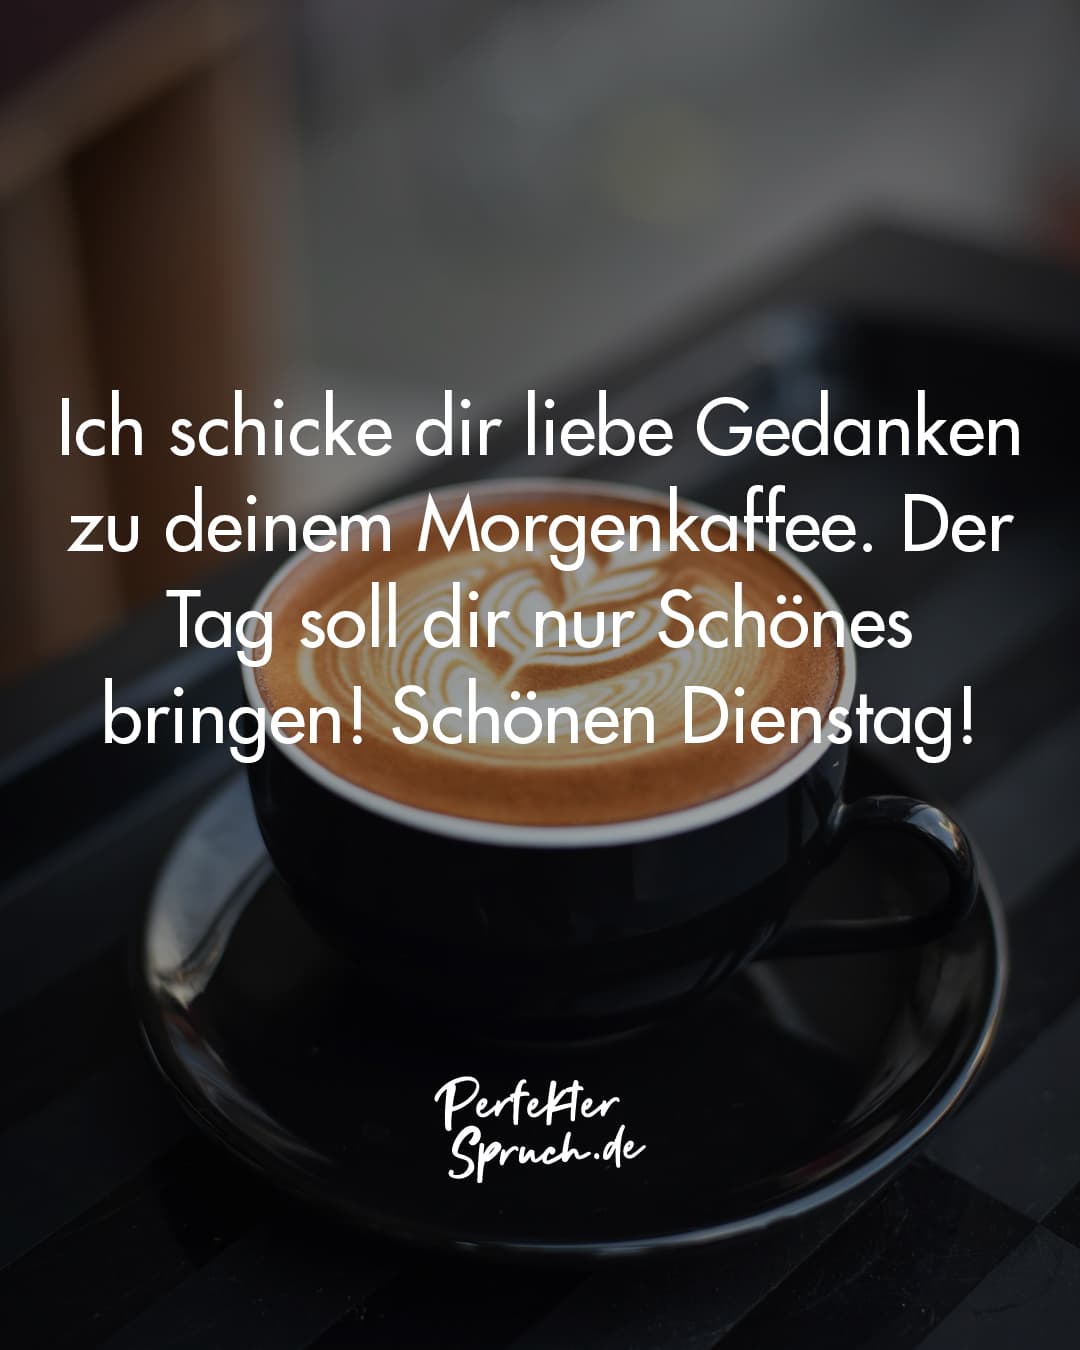 Ich schicke dir liebe Gedanken
zu deinem Morgenkaffee. Der
Tag soll dir nur Schönes
bringen! Schönen Dienstag!
Perfekter
Spruch.de